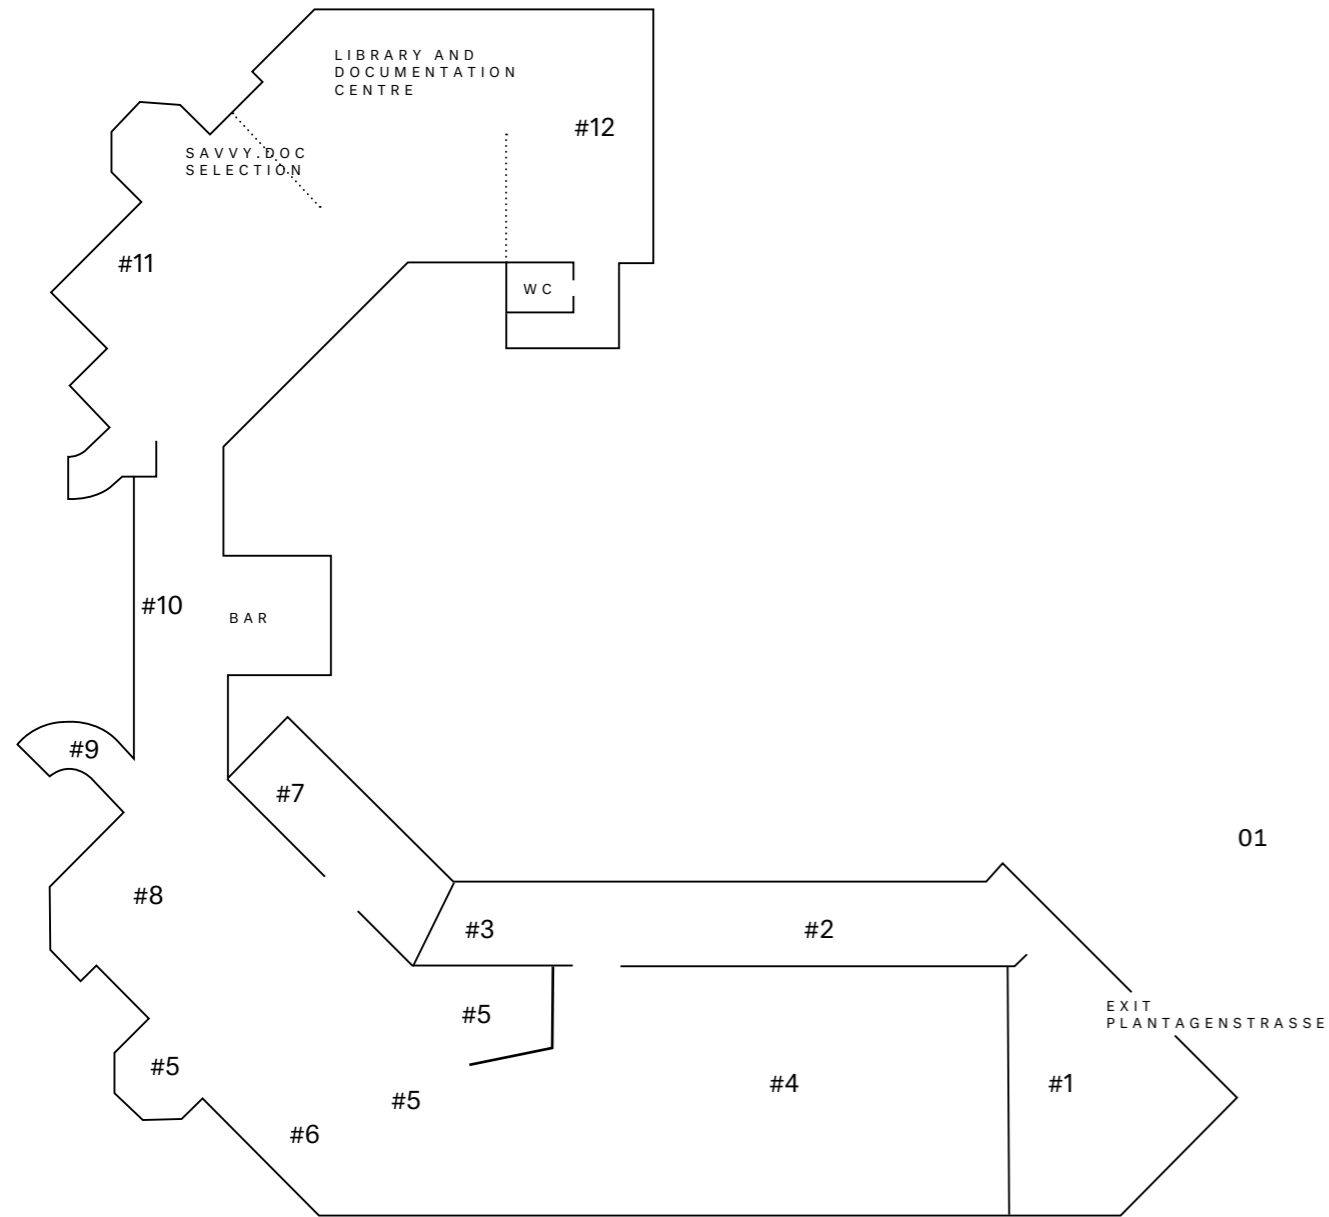 LIBRARY AND
DOCUMENTATION
CENTRE
#12
SAVVY.DOC
SELECTION
#11
WC
#10
BAR
#9
#7
01
#8
#3
#2
EXIT
PLANTAGENSTRASSE
#5
#5
#4
#1
#5
#6